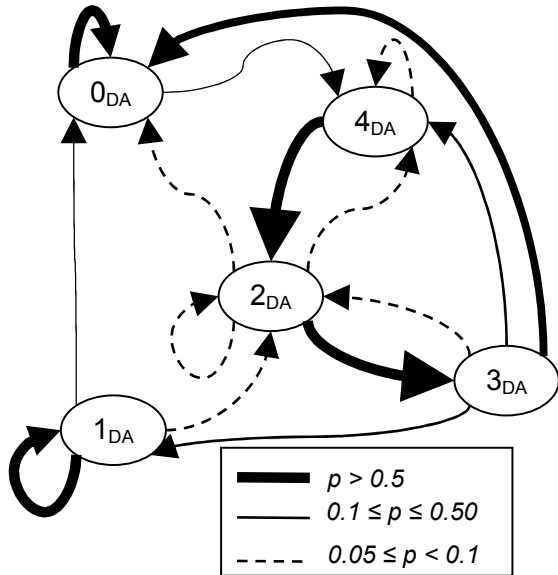 0DA
4DA
2DA
3DA
1DA
p > 0.5
0.1 ≤ p ≤ 0.50
0.05 ≤ p < 0.1